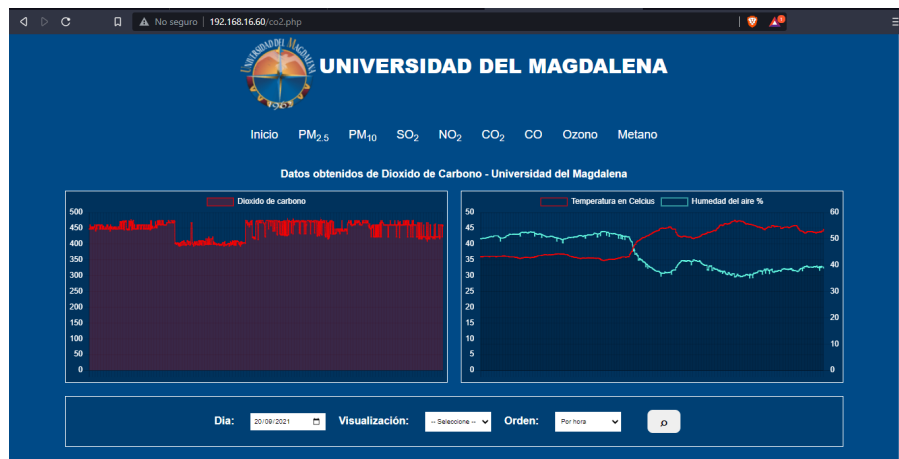 No seguro | 192.168.16.60/co2.php
UNIVERSIDAD DEL MAGDALENA
UNIVERSIDAD DEL MAGDALENA
Inicio PM2.5 PM10 SO2 NO2 CO2 CO Ozono Metano
Datos obtenidos de Dioxido de Carbono - Universidad del Magdalena
Dioxido de carbono
500
450
400
350
300
250
200
150
100
50
0
Temperatura en Celcius Humedad del aire %
50 60
45
40 50
35 40
30
25 30
20
15 20
10 10
5
0 0
Dia: 20/09/2021 Visualización: -- Seleccione -- Orden: Por hora